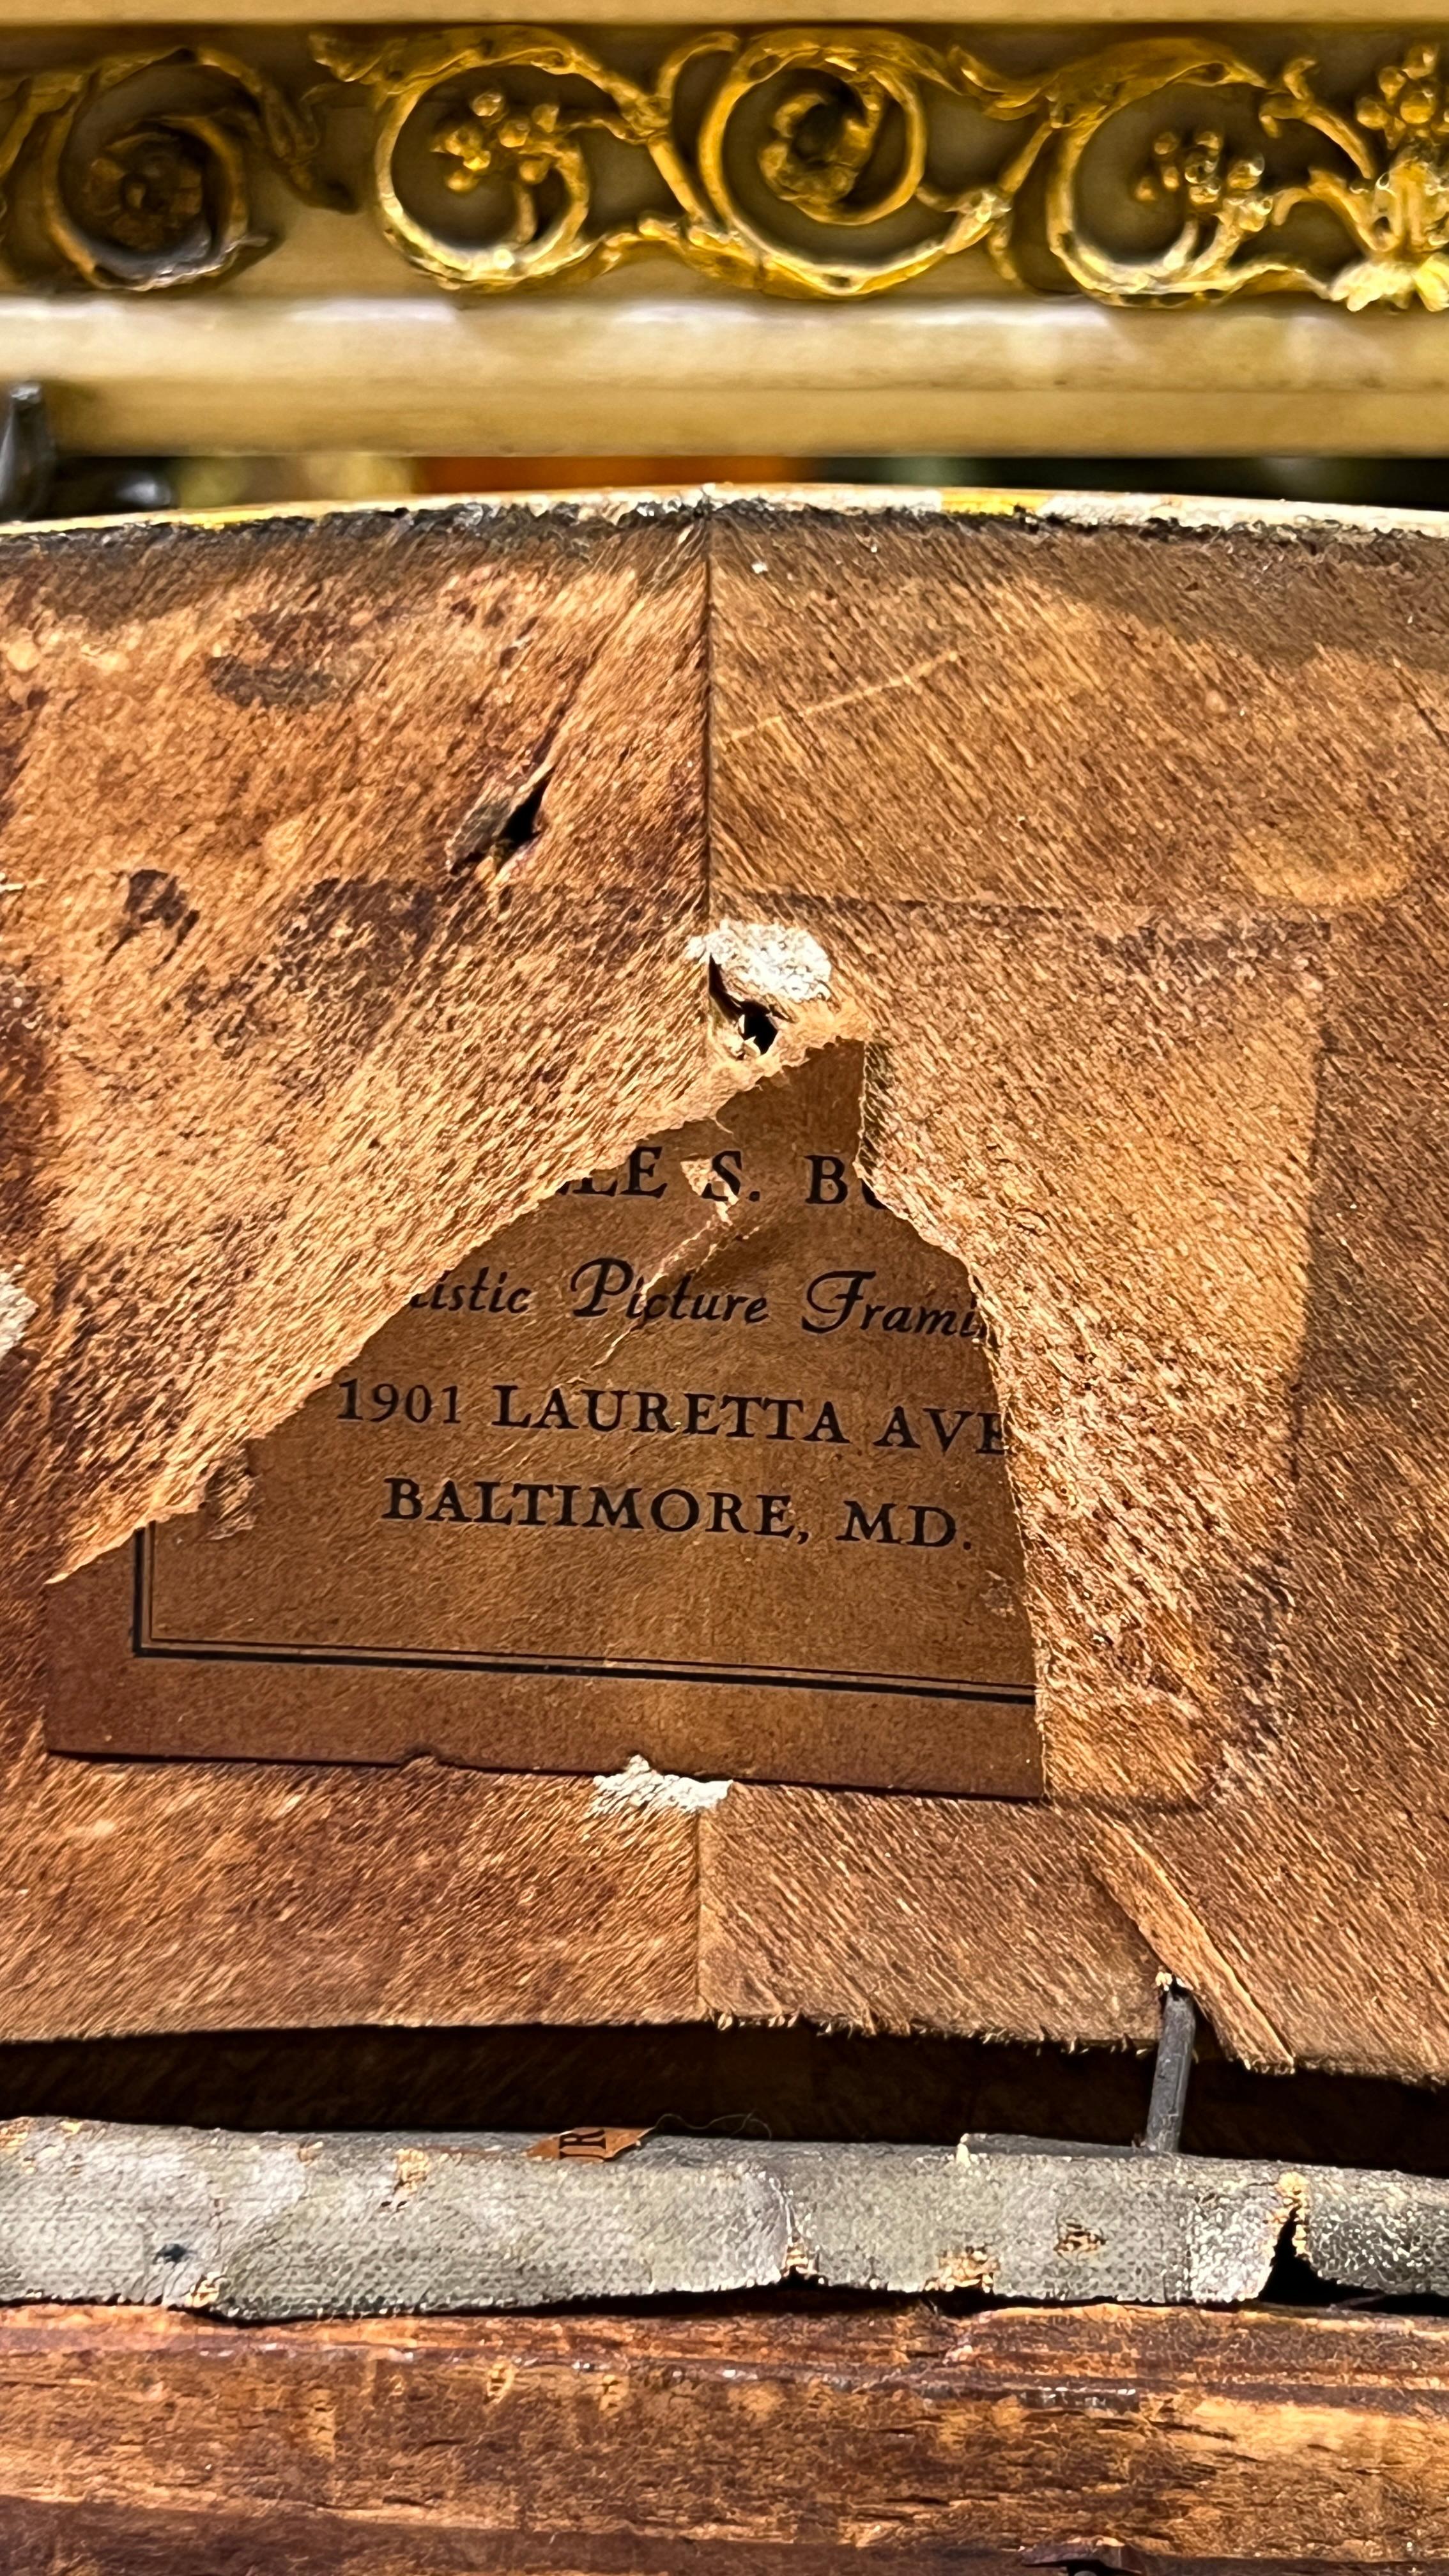 LE S. B
istic Picture Frami
1901 LAURETTA AVE
BALTIMORE, MD.